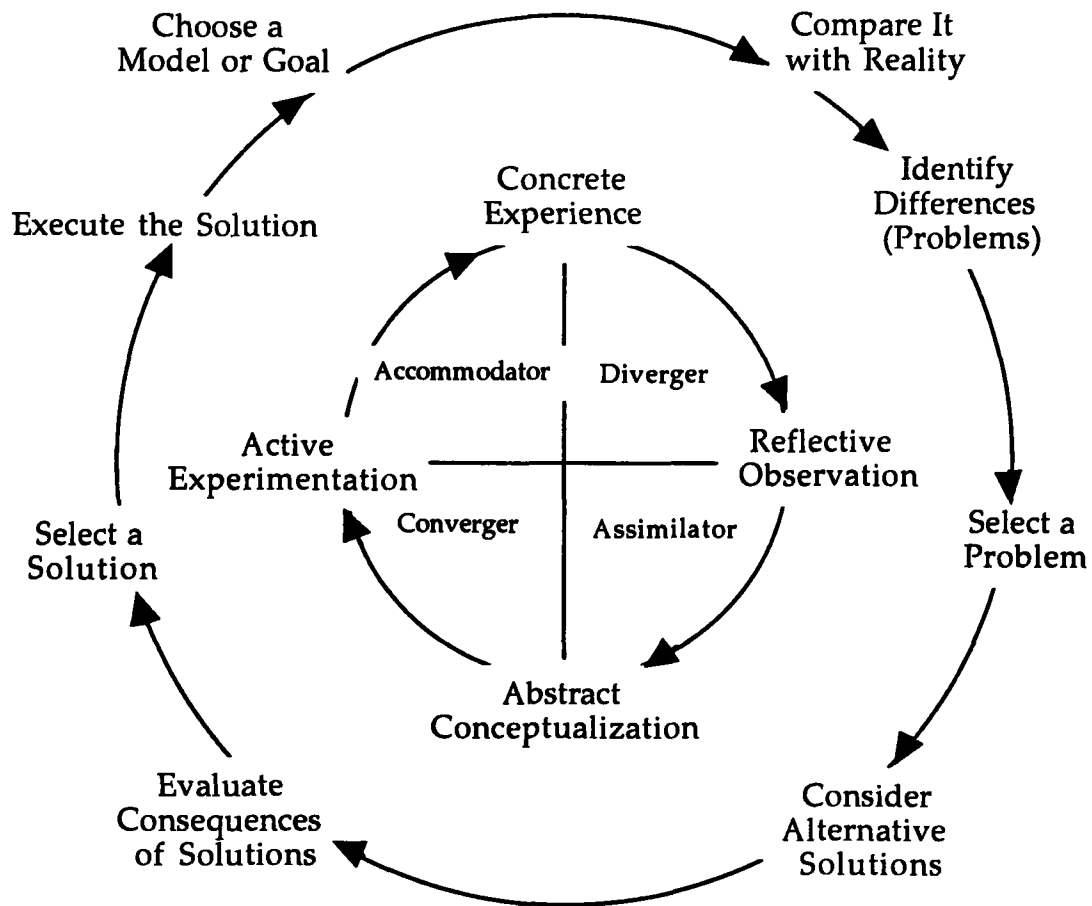 Choose a
Model or Goal
Compare It
with Reality
Identify
Differences
(Problems)
Select a
Problem
Consider
Alternative
Solutions
Evaluate
Consequences
of Solutions
Select a
Solution
Execute the Solution
Concrete
Experience
Reflective
Observation
Abstract
Conceptualization
Active
Experimentation
Accommodator
Diverger
Converger
Assimilator